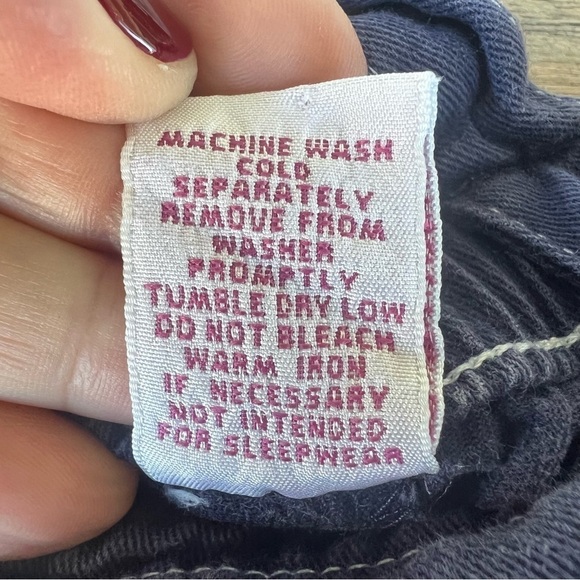 MACHINE WASH
COLD
SEPARATELY
REMOVE FROM
WASHER
PROMPTLY
TUMBLE DRY LOW
DO NOT BLEACH
WARM IRON
IF NECESSARY
NOT INTENDED
FOR SLEEPWEAR